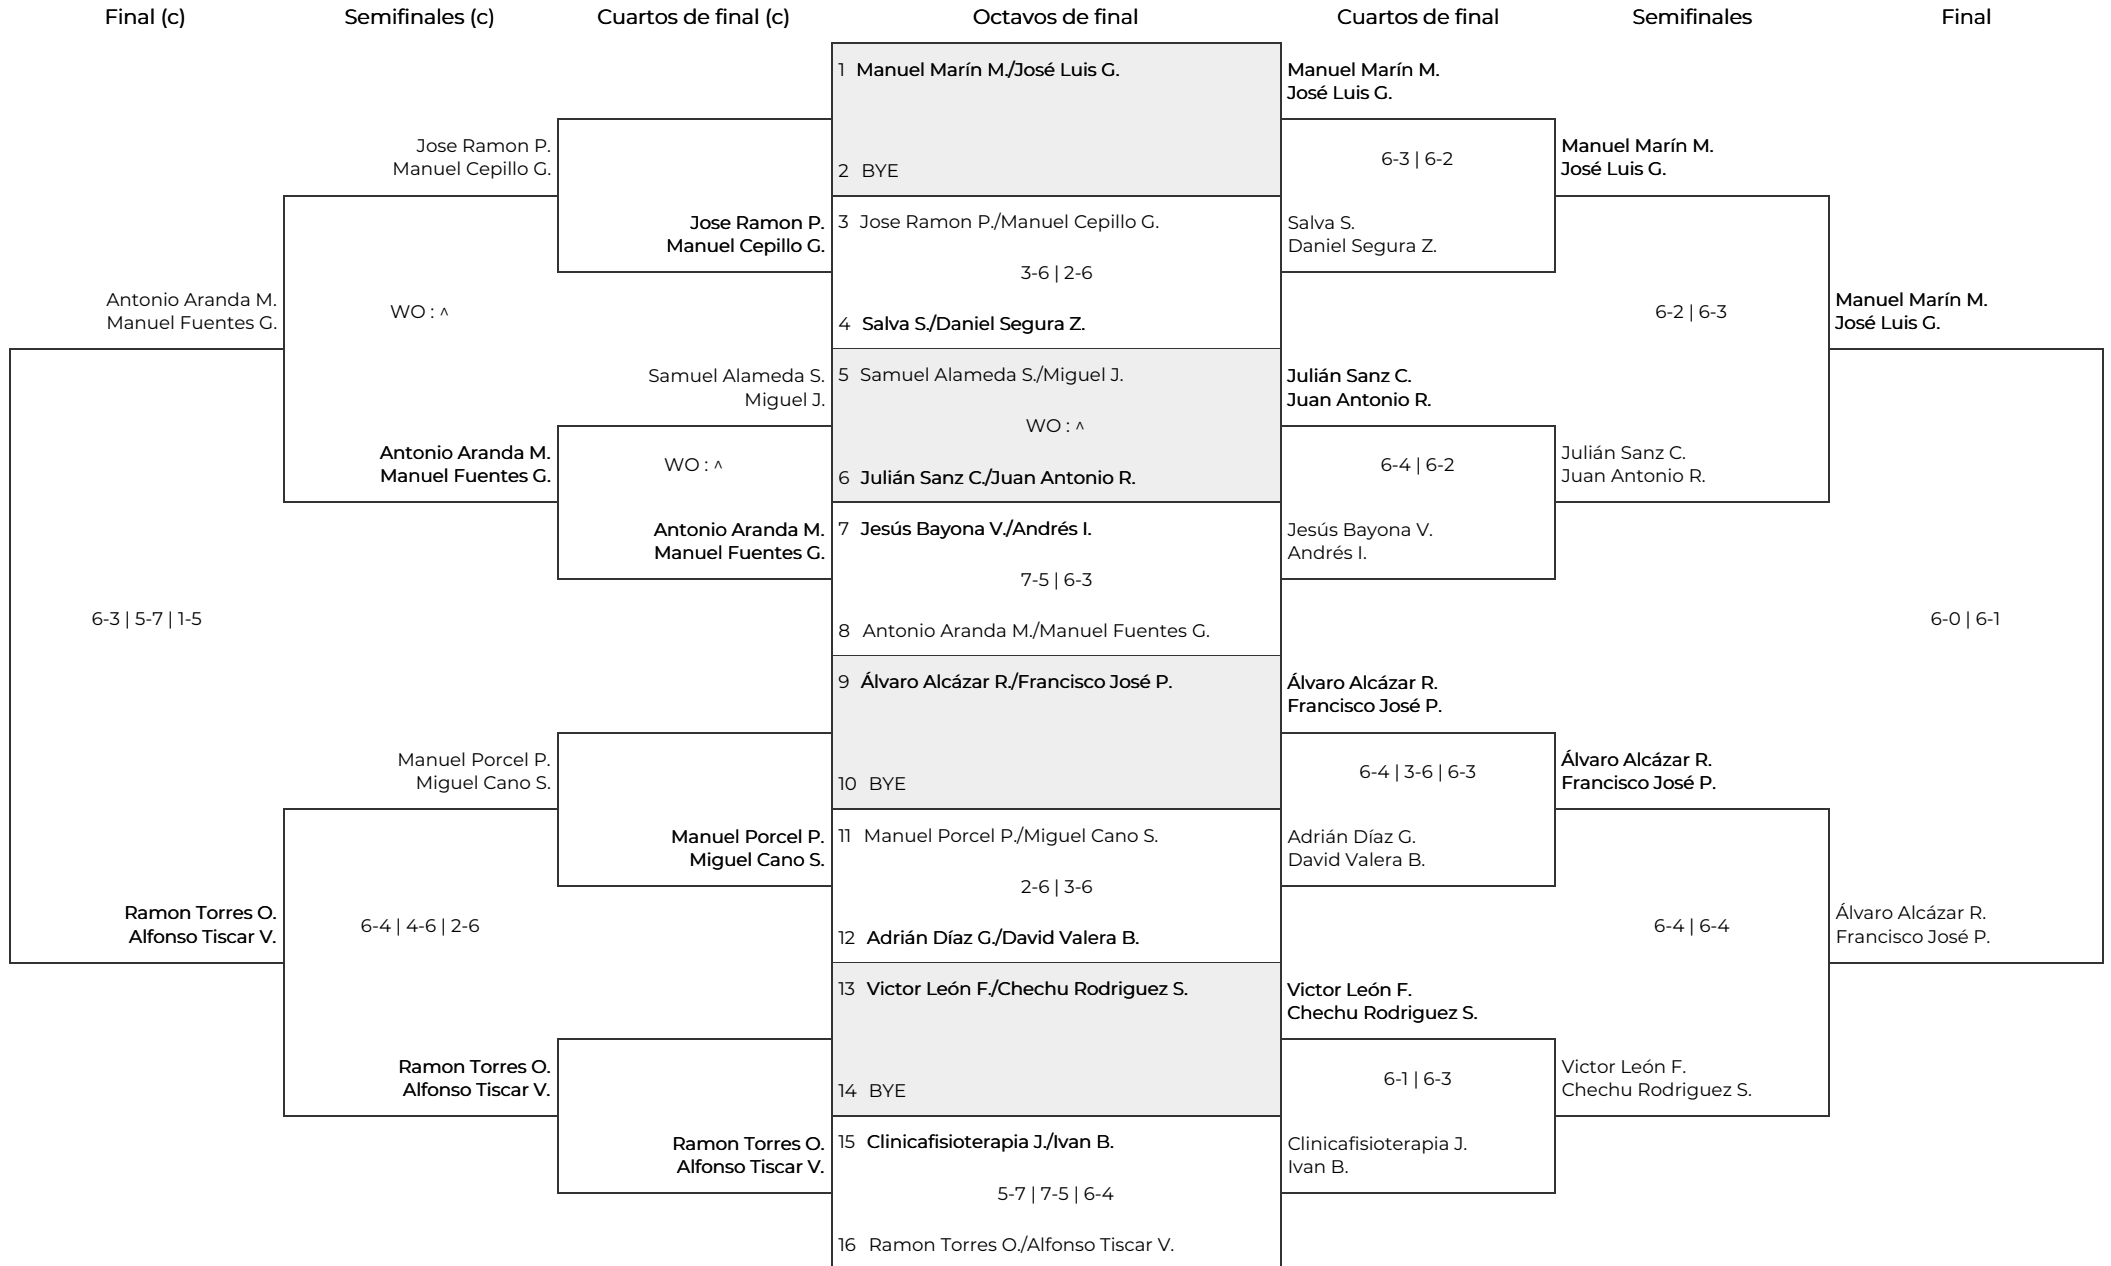 Final (c) Semifinales (c) Cuartos de final (c) Octavos de final Cuartos de final Semifinales Final
1 Manuel Marín M./José Luis G.
2 BYE
3 Jose Ramon P./Manuel Cepillo G.
3-6 | 2-6
4 Salva S./Daniel Segura Z.
5 Samuel Alameda S./Miguel J.
WO : ^
6 Julián Sanz C./Juan Antonio R.
7 Jesús Bayona V./Andrés I.
7-5 | 6-3
8 Antonio Aranda M./Manuel Fuentes G.
9 Álvaro Alcázar R./Francisco José P.
10 BYE
11 Manuel Porcel P./Miguel Cano S.
2-6 | 3-6
12 Adrián Díaz G./David Valera B.
13 Victor León F./Chechu Rodriguez S.
14 BYE
15 Clinicafisioterapia J./Ivan B.
5-7 | 7-5 | 6-4
16 Ramon Torres O./Alfonso Tiscar V.
Manuel Marín M.
José Luis G.
6-3 | 6-2
Salva S.
Daniel Segura Z.
Julián Sanz C.
Juan Antonio R.
6-4 | 6-2
Jesús Bayona V.
Andrés I.
Álvaro Alcázar R.
Francisco José P.
6-4 | 3-6 | 6-3
Adrián Díaz G.
David Valera B.
Victor León F.
Chechu Rodriguez S.
6-1 | 6-3
Clinicafisioterapia J.
Ivan B.
Manuel Marín M.
José Luis G.
6-2 | 6-3
Julián Sanz C.
Juan Antonio R.
Álvaro Alcázar R.
Francisco José P.
6-4 | 6-4
Victor León F.
Chechu Rodriguez S.
Manuel Marín M.
José Luis G.
6-0 | 6-1
Álvaro Alcázar R.
Francisco José P.
Jose Ramon P.
Manuel Cepillo G.
Samuel Alameda S.
Miguel J.
WO : ^
Antonio Aranda M.
Manuel Fuentes G.
Manuel Porcel P.
Miguel Cano S.
Ramon Torres O.
Alfonso Tiscar V.
Jose Ramon P.
Manuel Cepillo G.
WO : ^
Antonio Aranda M.
Manuel Fuentes G.
Manuel Porcel P.
Miguel Cano S.
6-4 | 4-6 | 2-6
Ramon Torres O.
Alfonso Tiscar V.
Antonio Aranda M.
Manuel Fuentes G.
6-3 | 5-7 | 1-5
Ramon Torres O.
Alfonso Tiscar V.